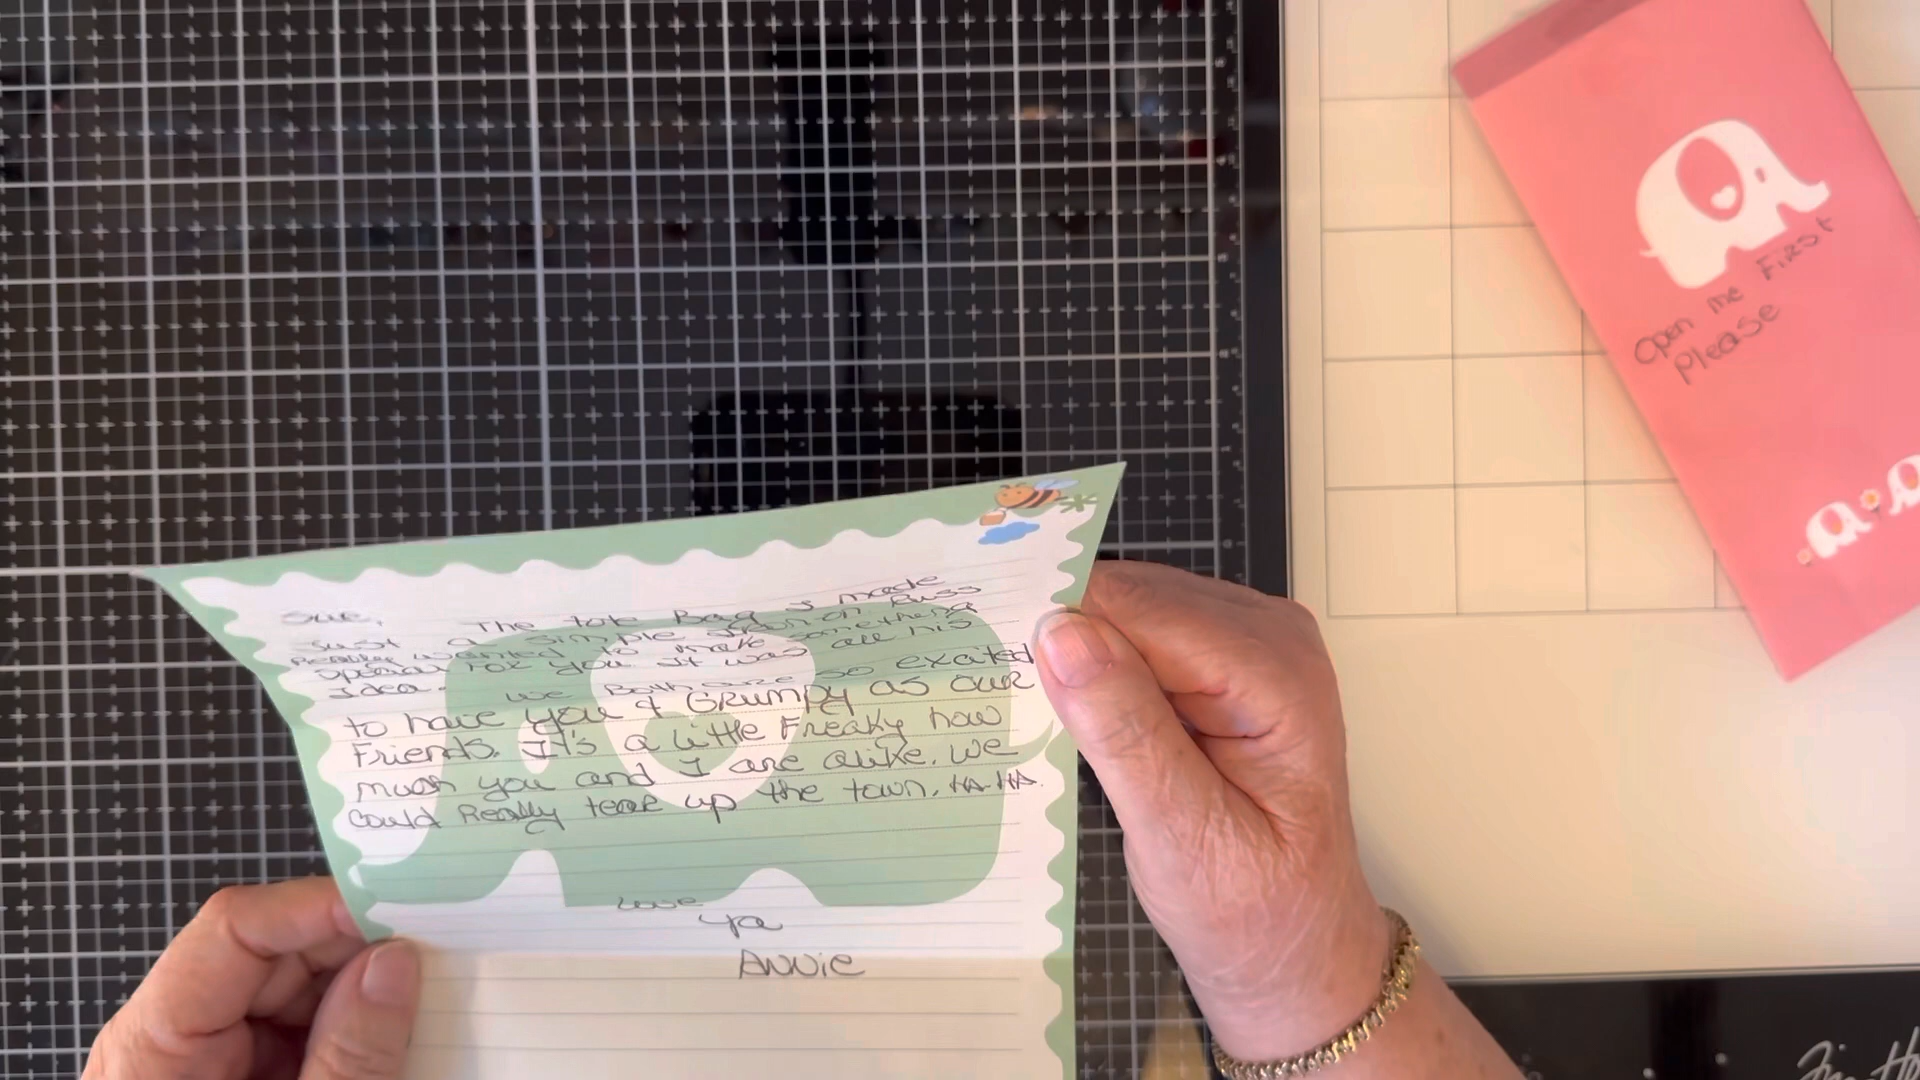 Sue,
The tote Bag I made
Just a simple Iron-on Russ
Really wanted to make something
special for you It was all his
Idea.
We Both are so excited
to have you & Grumpy as our
Friends. It's a little Freaky how
much you and I are alike. We
could Really tear up the town. HA-HA.
Love
Ya
ANNiE
Open me First
Please